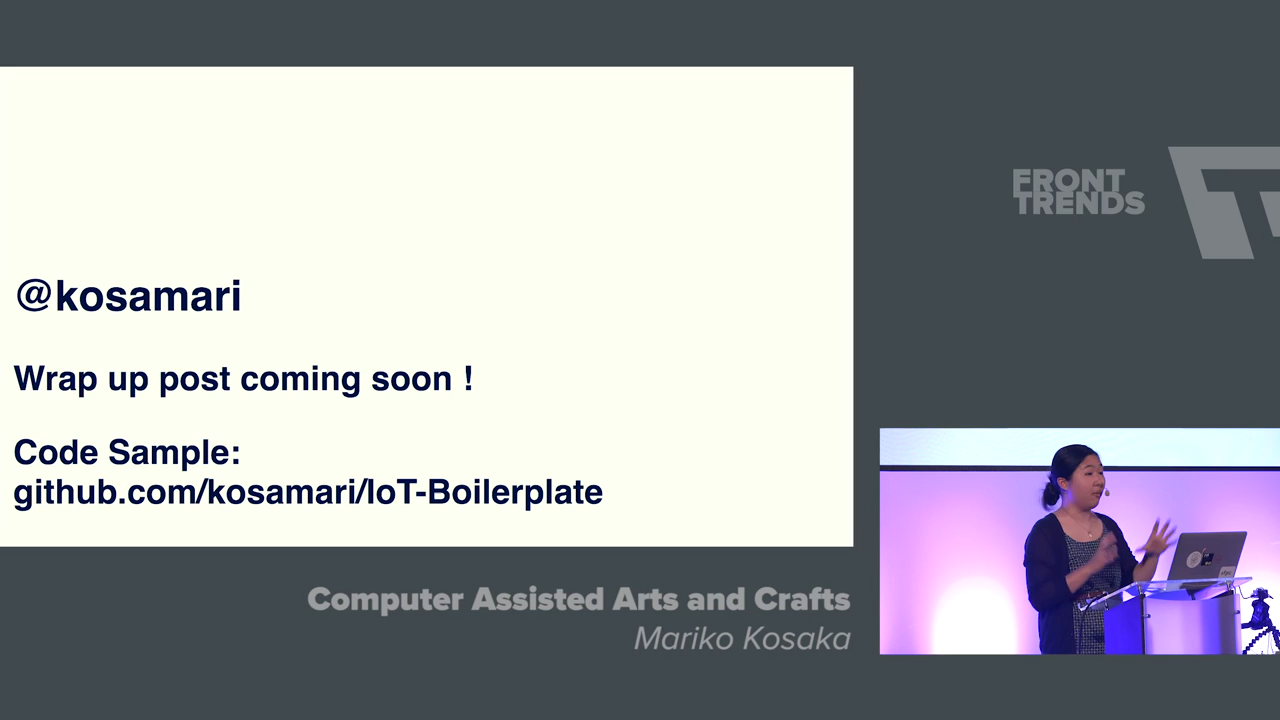 @kosamari
Wrap up post coming soon !
Code Sample:
github.com/kosamari/IoT-Boilerplate
FRONT
TRENDS
Computer Assisted Arts and Crafts
Mariko Kosaka